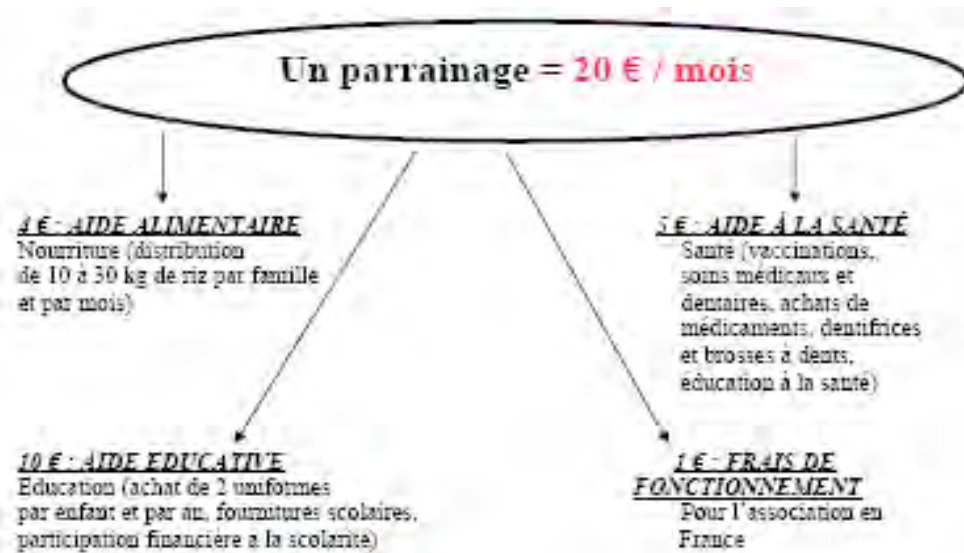 Un parrainage = 20 € / mois
4 € : AIDE ALIMENTAIRE
Nourriture (distribution
de 10 à 30 kg de riz par famille
et par mois)
5 € : AIDE À LA SANTÉ
Santé (vaccinations,
soins médicaux et
dentaires, achats de
médicaments, dentifrices
et brosses à dents,
education à la santé)
10 € : AIDE EDUCATIVE
Education (achat de 2 uniformes
par enfant et par an, fournitures scolaires,
participation financière a la scolarité)
1 € : FRAIS DE
FONCTIONNEMENT
Pour l'association en
France